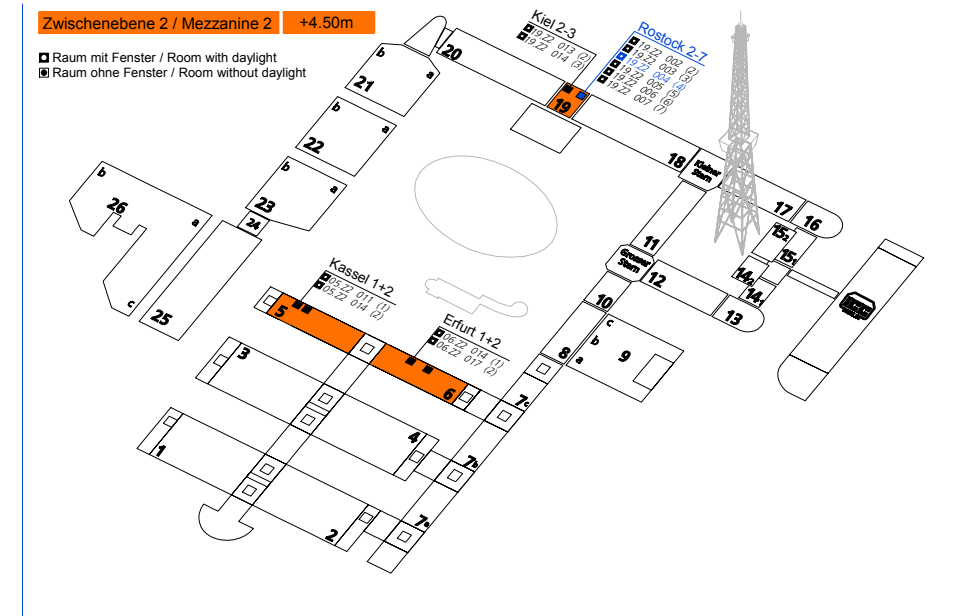 Zwischenebene 2 / Mezzanine 2
+4.50m
Raum mit Fenster / Room with daylight
Raum ohne Fenster / Room without daylight
Kiel 2-3
19.Z2 013 (2)
19.Z2 014 (3)
Rostock 2-7
19.Z2 002 (2)
19.Z2 003 (3)
19.Z2 004 (4)
19.Z2 005 (5)
19.Z2 006 (6)
19.Z2 007 (7)
20
b
a
21
19
b
a
22
18
Kleiner
Stern
b
a
23
b
26
a
c
24
25
17
16
15₂
15₁
14₂
14₁
11
Grosser
Stern
12
13
10
Kassel 1+2
05.Z2 011 (1)
05.Z2 014 (2)
5
Erfurt 1+2
06.Z2 014 (1)
06.Z2 017 (2)
6
8
c
b
a
9
3
4
7c
1
2
7b
7a